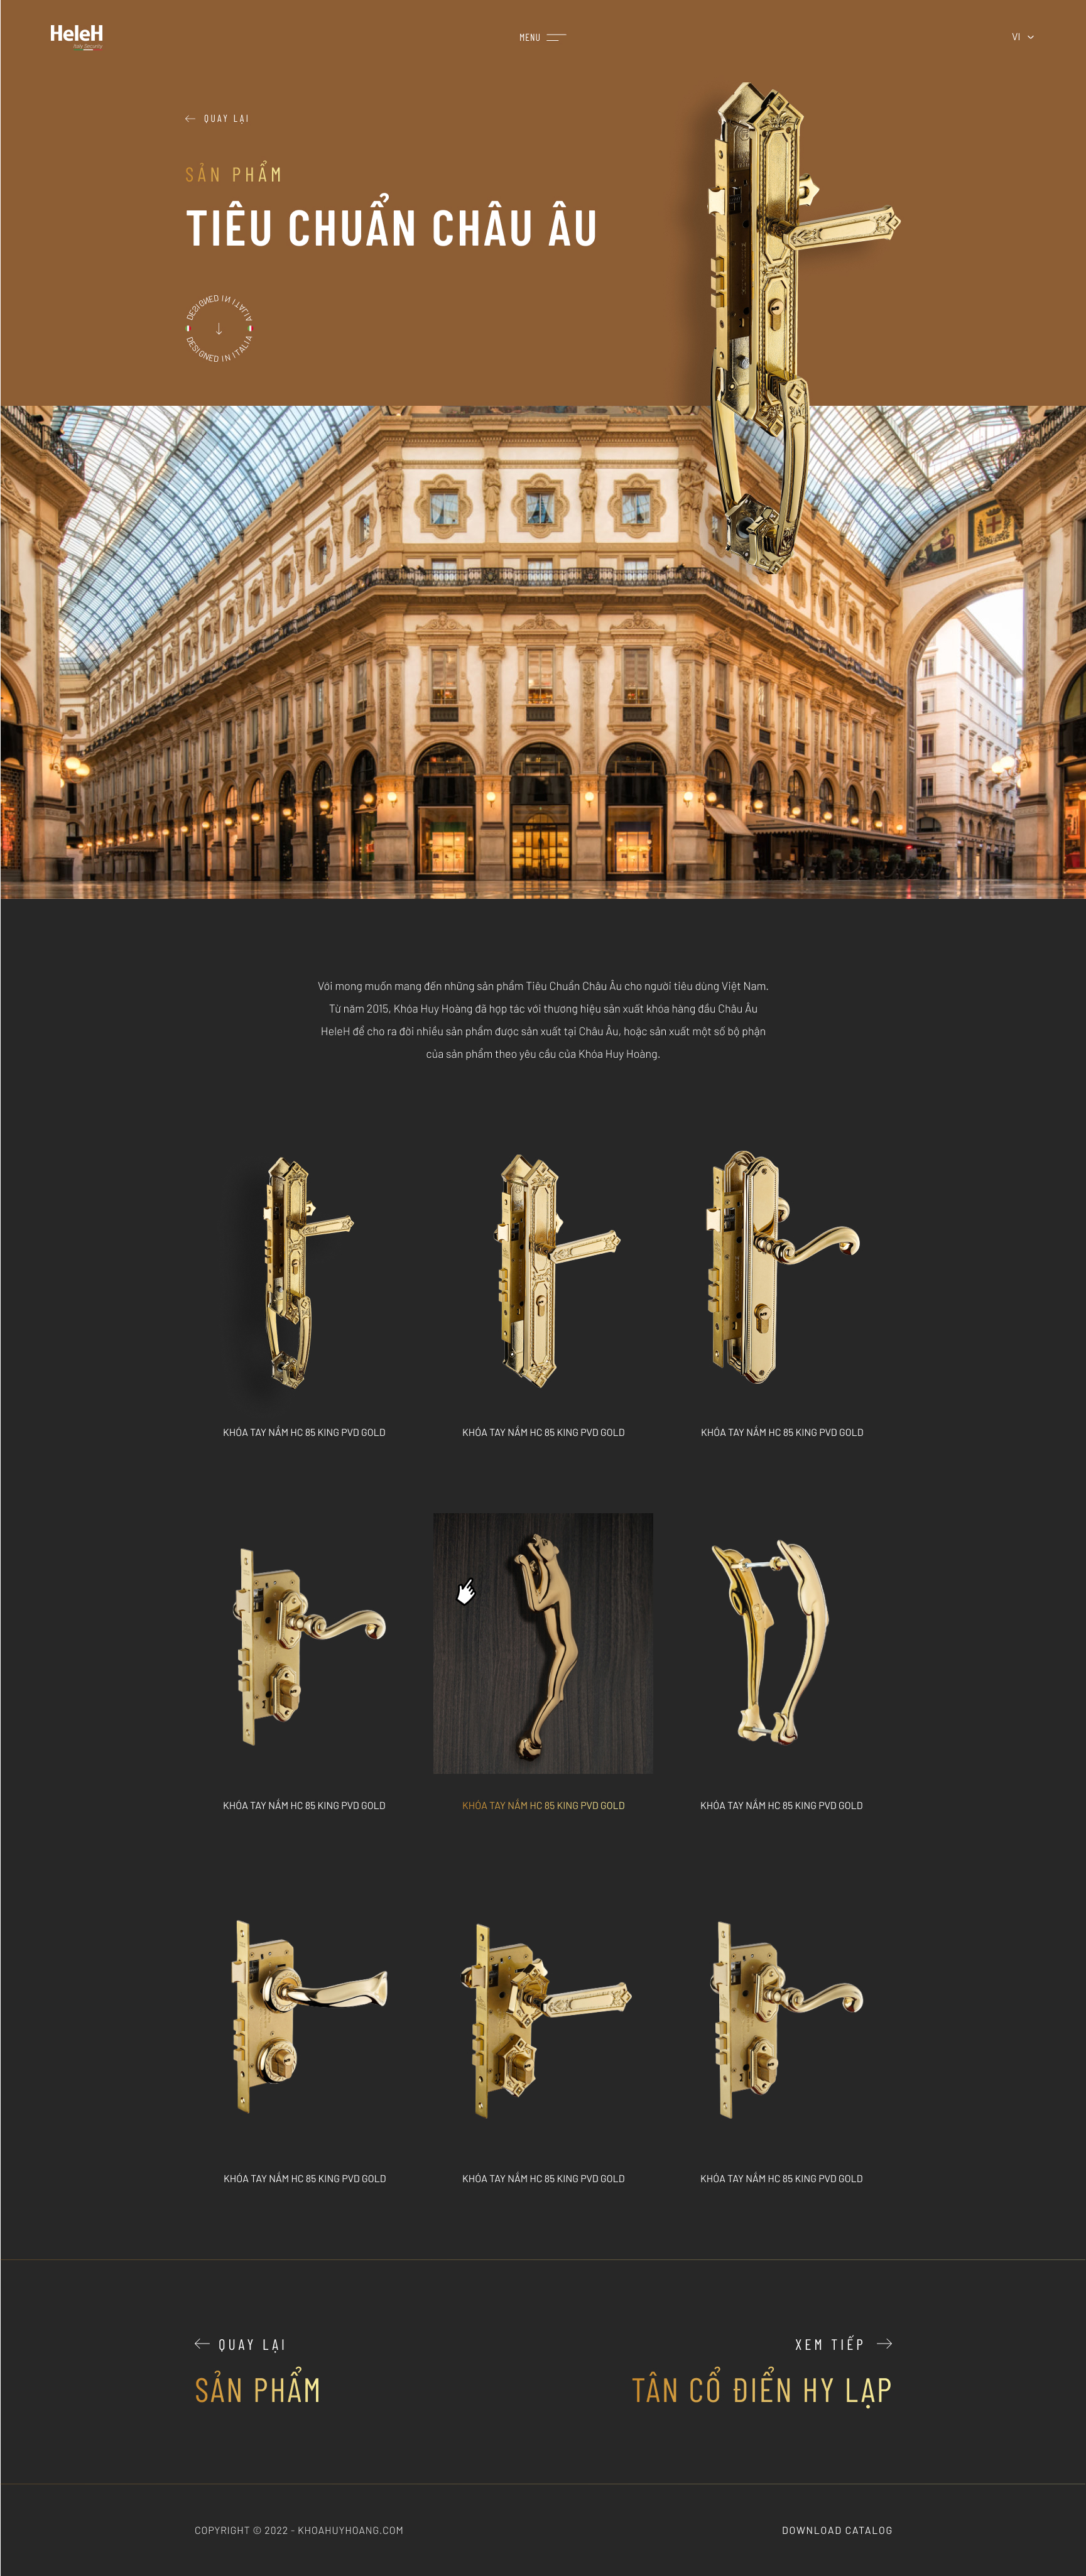 HeleH
Italy Security
MENU
VI
QUAY LẠI
SẢN PHẨM
TIÊU CHUẨN CHÂU ÂU
DESIGNED IN ITALIA
DESIGNED IN ITALIA
Với mong muốn mang đến những sản phẩm Tiêu Chuẩn Châu Âu cho người tiêu dùng Việt Nam.
Từ năm 2015, Khóa Huy Hoàng đã hợp tác với thương hiệu sản xuất khóa hàng đầu Châu Âu
HeleH để cho ra đời nhiều sản phẩm được sản xuất tại Châu Âu, hoặc sản xuất một số bộ phận
của sản phẩm theo yêu cầu của Khóa Huy Hoàng.
KHÓA TAY NẮM HC 85 KING PVD GOLD
KHÓA TAY NẮM HC 85 KING PVD GOLD
KHÓA TAY NẮM HC 85 KING PVD GOLD
KHÓA TAY NẮM HC 85 KING PVD GOLD
KHÓA TAY NẮM HC 85 KING PVD GOLD
KHÓA TAY NẮM HC 85 KING PVD GOLD
KHÓA TAY NẮM HC 85 KING PVD GOLD
KHÓA TAY NẮM HC 85 KING PVD GOLD
KHÓA TAY NẮM HC 85 KING PVD GOLD
QUAY LẠI
SẢN PHẨM
XEM TIẾP
TÂN CỔ ĐIỂN HY LẠP
COPYRIGHT © 2022 - KHOAHUYHOANG.COM
DOWNLOAD CATALOG